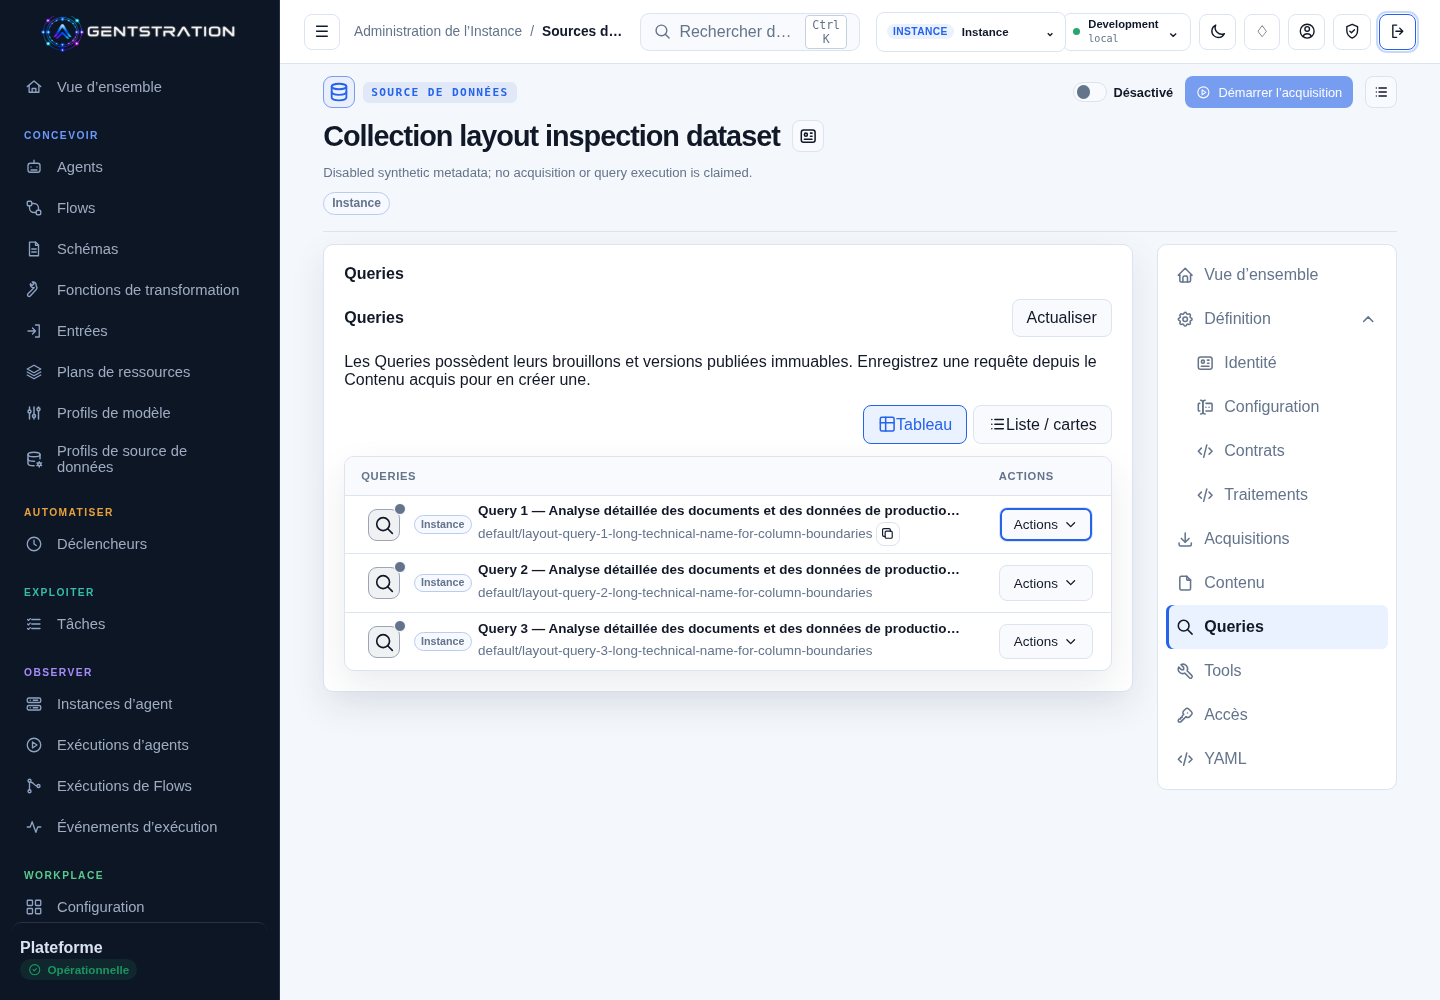 GENTSTRATION
Vue d’ensemble
CONCEVOIR
Agents
Flows
Schémas
Fonctions de transformation
Entrées
Plans de ressources
Profils de modèle
Profils de source de
données
AUTOMATISER
Déclencheurs
EXPLOITER
Tâches
OBSERVER
Instances d’agent
Exécutions d’agents
Exécutions de Flows
Événements d’exécution
WORKPLACE
Configuration
Plateforme
Opérationnelle
Administration de l’Instance / Sources d…
Rechercher d…
Ctrl
K
INSTANCE Instance
Development
local
SOURCE DE DONNÉES
Désactivé
Démarrer l’acquisition
Collection layout inspection dataset
Disabled synthetic metadata; no acquisition or query execution is claimed.
Instance
Queries
Queries
Actualiser
Les Queries possèdent leurs brouillons et versions publiées immuables. Enregistrez une requête depuis le
Contenu acquis pour en créer une.
Tableau
Liste / cartes
QUERIES ACTIONS
Instance
Query 1 — Analyse détaillée des documents et des données de productio…
default/layout-query-1-long-technical-name-for-column-boundaries
Actions
Instance
Query 2 — Analyse détaillée des documents et des données de productio…
default/layout-query-2-long-technical-name-for-column-boundaries
Actions
Instance
Query 3 — Analyse détaillée des documents et des données de productio…
default/layout-query-3-long-technical-name-for-column-boundaries
Actions
Vue d’ensemble
Définition
Identité
Configuration
Contrats
Traitements
Acquisitions
Contenu
Queries
Tools
Accès
YAML